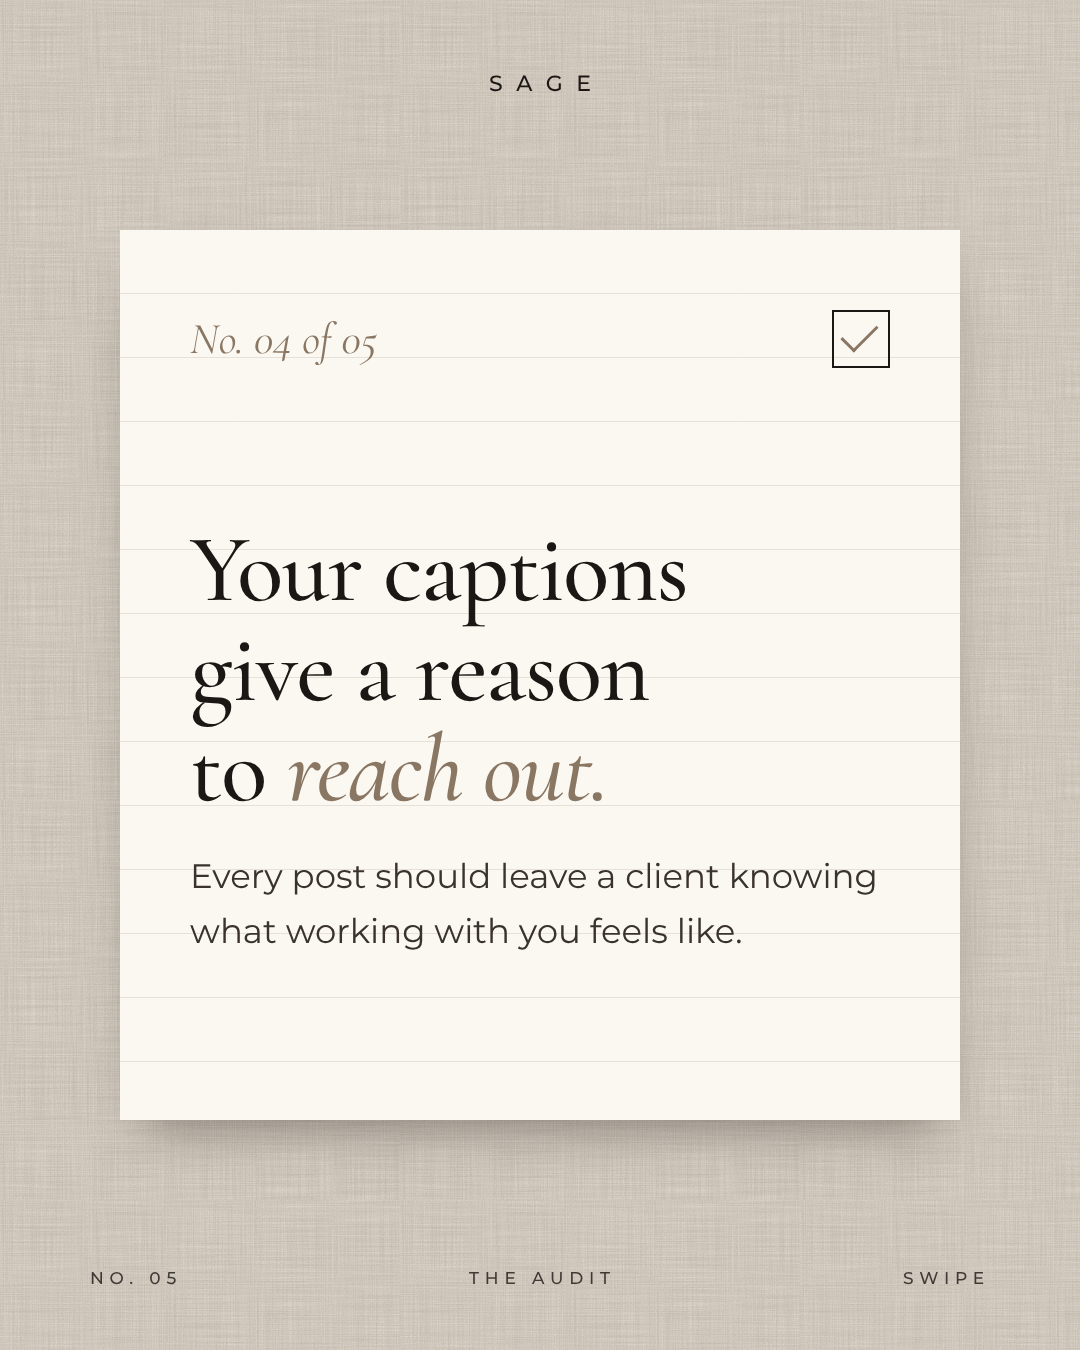 SAGE
No. 04 of 05
Your captions
give a reason
to reach out.
Every post should leave a client knowing
what working with you feels like.
NO. 05
THE AUDIT
SWIPE